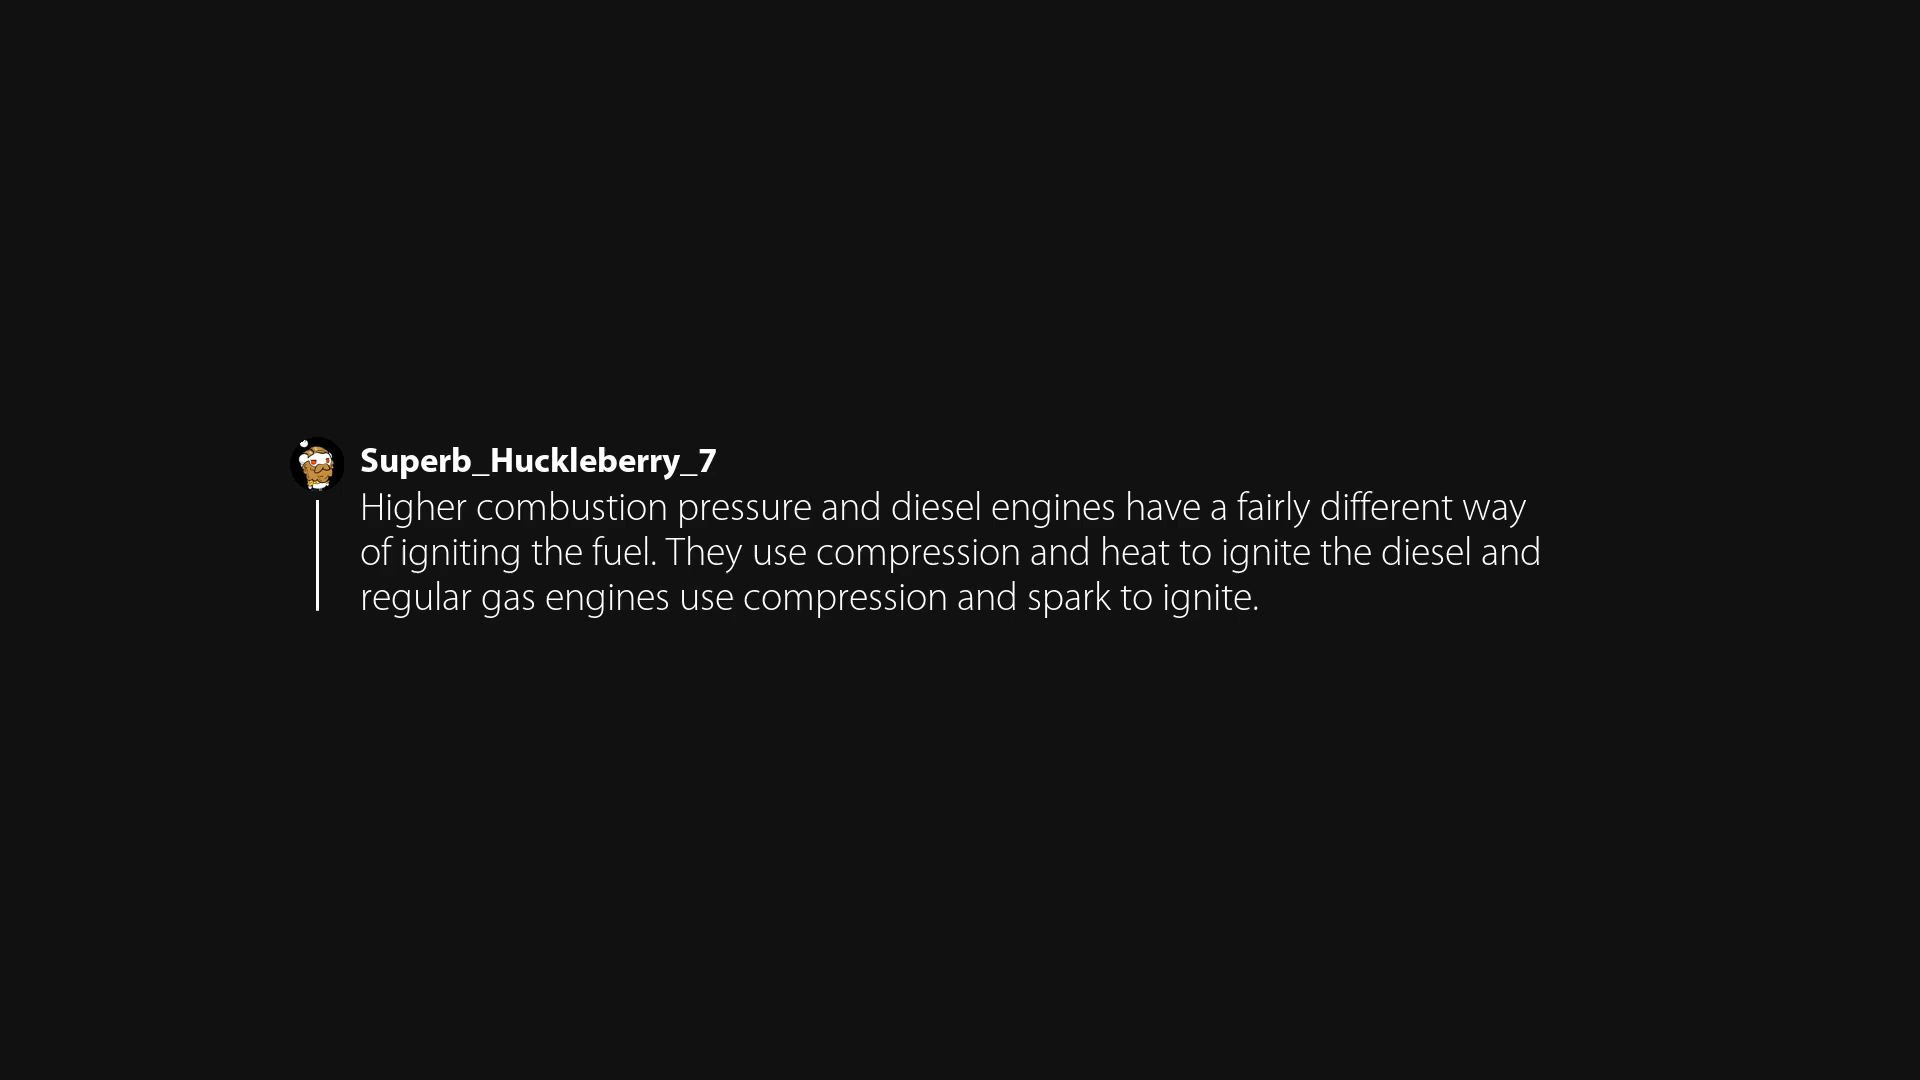 Superb_Huckleberry_7
Higher combustion pressure and diesel engines have a fairly different way
of igniting the fuel. They use compression and heat to ignite the diesel and
regular gas engines use compression and spark to ignite.